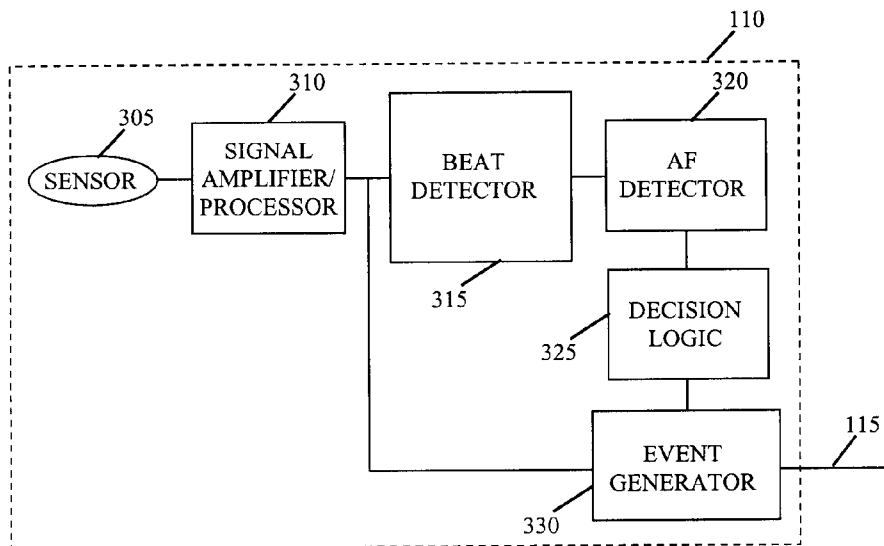 110
310
320
305
SENSOR
SIGNAL
AMPLIFIER/
PROCESSOR
BEAT
DETECTOR
AF
DETECTOR
315
325
DECISION
LOGIC
115
EVENT
GENERATOR
330